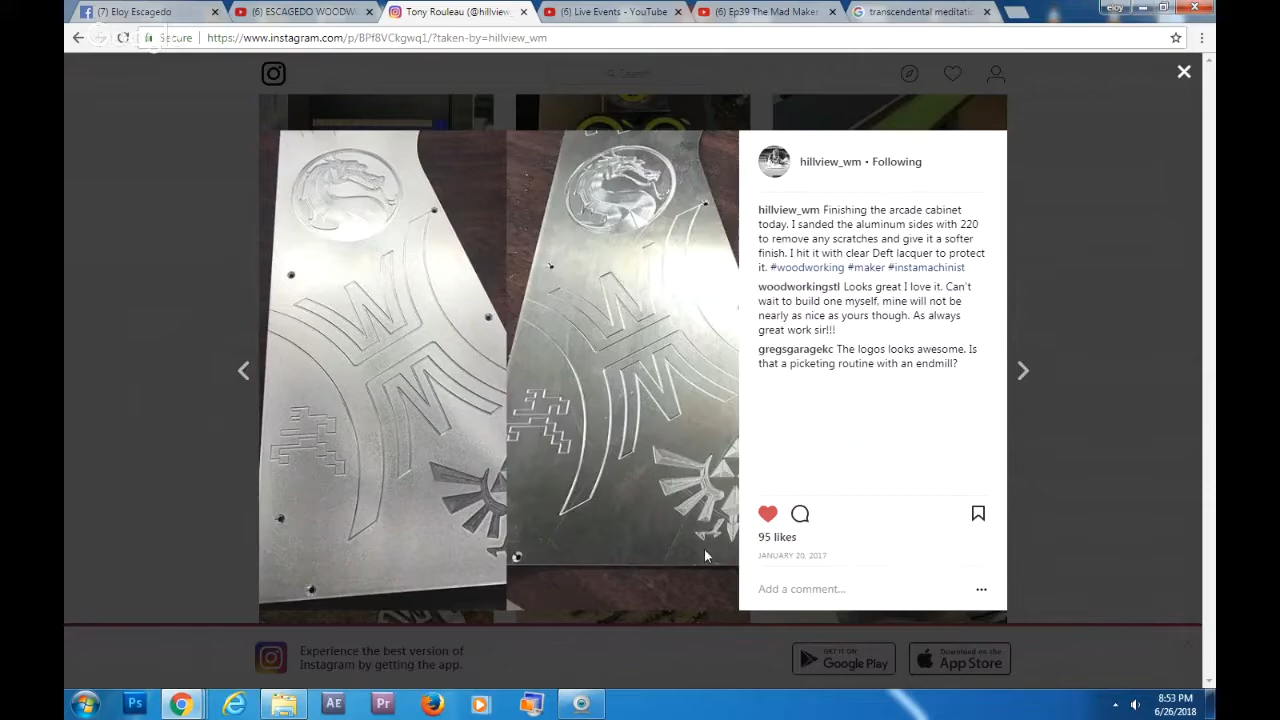 (7) Eloy Escagedo
(6) ESCAGEDO WOODW
Tony Rouleau (@hillview_
(6) Live Events - YouTube
(6) Ep39 The Mad Maker
transcendental meditatio
Eloy
Secure
https://www.instagram.com/p/BPf8VCkgwq1/?taken-by=hillview_wm
Search
hillview_wm • Following
hillview_wm Finishing the arcade cabinet
today. I sanded the aluminum sides with 220
to remove any scratches and give it a softer
finish. I hit it with clear Deft lacquer to protect
it. #woodworking #maker #instamachinist
woodworkingstl Looks great I love it. Can't
wait to build one myself, mine will not be
nearly as nice as yours though. As always
great work sir!!!
gregsgaragekc The logos looks awesome. Is
that a picketing routine with an endmill?
95 likes
JANUARY 20, 2017
Add a comment...
Experience the best version of
Instagram by getting the app.
GET IT ON
Google Play
Download on the
App Store
Ps
AE
Pr
8:53 PM
6/26/2018